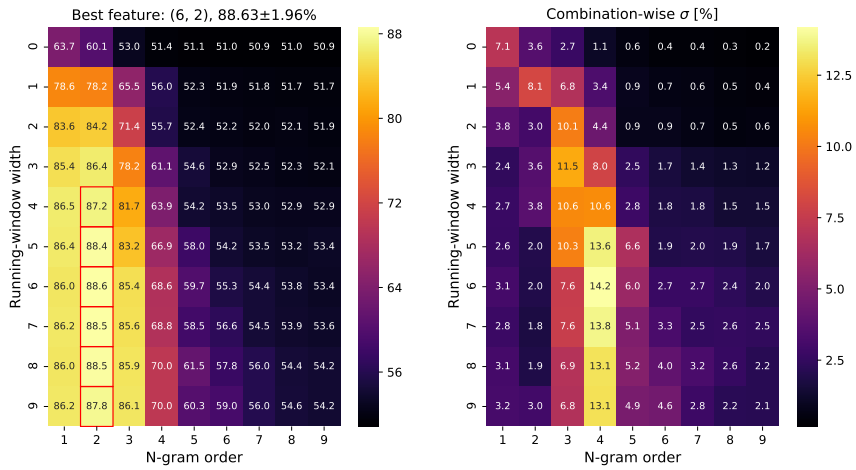 Best feature: (6, 2), 88.63±1.96%
0 63.7 60.1 53.0 51.4 51.1 51.0 50.9 51.0 50.9
1 78.6 78.2 65.5 56.0 52.3 51.9 51.8 51.7 51.7
2 83.6 84.2 71.4 55.7 52.4 52.2 52.0 52.1 51.9
3 85.4 86.4 78.2 61.1 54.6 52.9 52.5 52.3 52.1
4 86.5 87.2 81.7 63.9 54.2 53.5 53.0 52.9 52.9
5 86.4 88.4 83.2 66.9 58.0 54.2 53.5 53.2 53.4
6 86.0 88.6 85.4 68.6 59.7 55.3 54.4 53.8 53.4
7 86.2 88.5 85.6 68.8 58.5 56.6 54.5 53.9 53.6
8 86.0 88.5 85.9 70.0 61.5 57.8 56.0 54.4 54.2
9 86.2 87.8 86.1 70.0 60.3 59.0 56.0 54.6 54.2
1 2 3 4 5 6 7 8 9
N-gram order
Running-window width
88
80
72
64
56
Combination-wise σ [%]
0 7.1 3.6 2.7 1.1 0.6 0.4 0.4 0.3 0.2
1 5.4 8.1 6.8 3.4 0.9 0.7 0.6 0.5 0.4
2 3.8 3.0 10.1 4.4 0.9 0.9 0.7 0.5 0.6
3 2.4 3.6 11.5 8.0 2.5 1.7 1.4 1.3 1.2
4 2.7 3.8 10.6 10.6 2.8 1.8 1.8 1.5 1.5
5 2.6 2.0 10.3 13.6 6.6 1.9 2.0 1.9 1.7
6 3.1 2.0 7.6 14.2 6.0 2.7 2.7 2.4 2.0
7 2.8 1.8 7.6 13.8 5.1 3.3 2.5 2.6 2.5
8 3.1 1.9 6.9 13.1 5.2 4.0 3.2 2.6 2.2
9 3.2 3.0 6.8 13.1 4.9 4.6 2.8 2.2 2.1
1 2 3 4 5 6 7 8 9
N-gram order
Running-window width
12.5
10.0
7.5
5.0
2.5